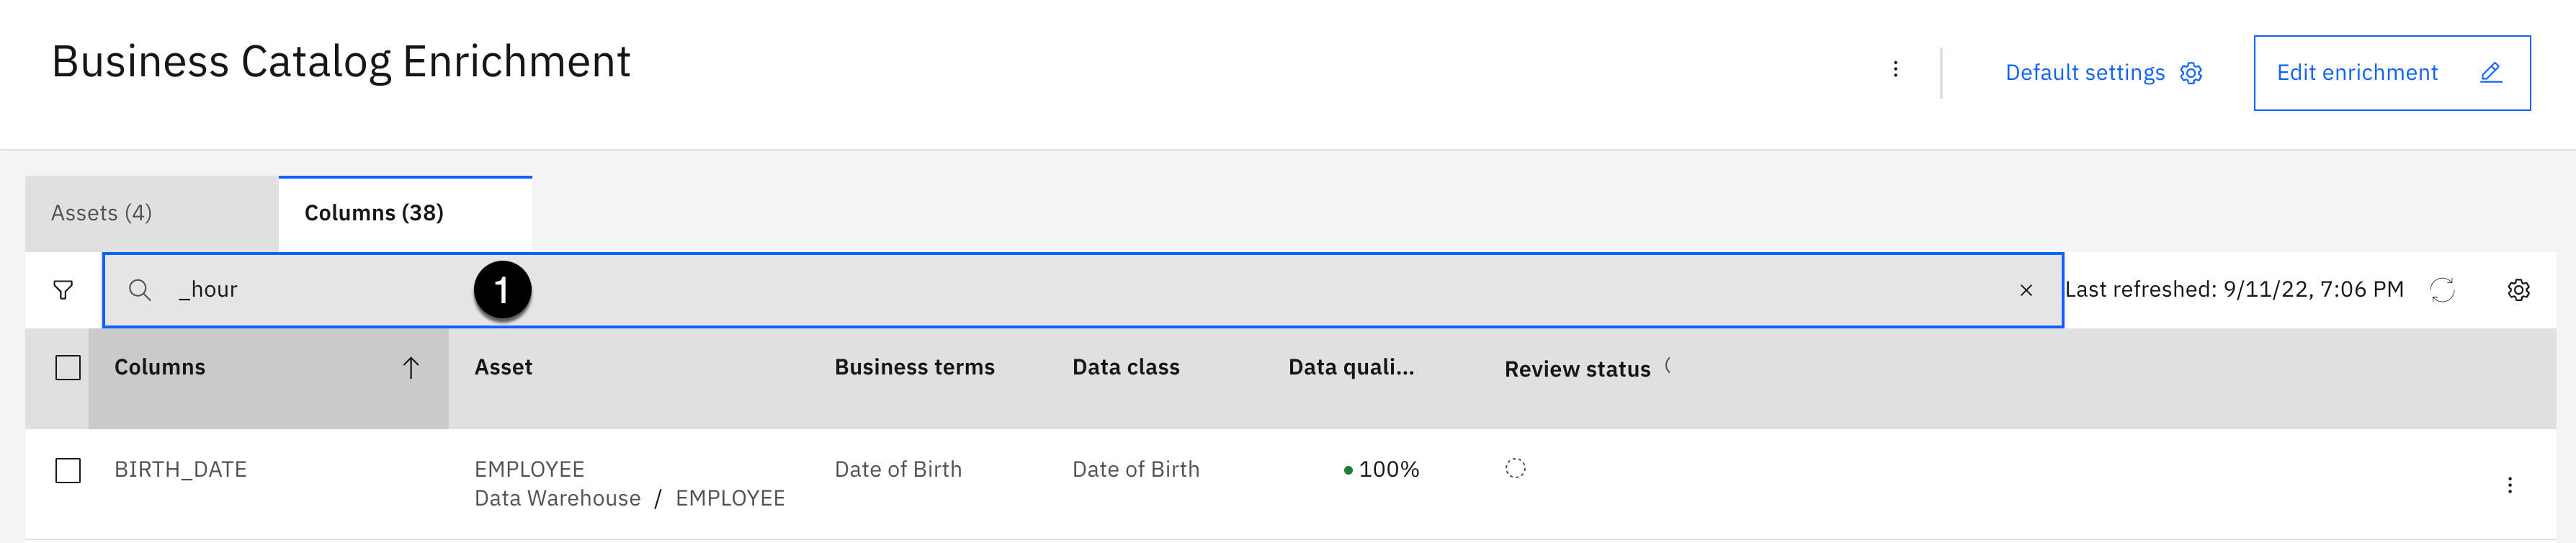 Business Catalog Enrichment
Default settings
Edit enrichment
Assets (4)
Columns (38)
_hour
1
Last refreshed: 9/11/22, 7:06 PM
Columns
Asset
Business terms
Data class
Data quali...
Review status
BIRTH_DATE
EMPLOYEE
Date of Birth
Date of Birth
100%
Data Warehouse / EMPLOYEE